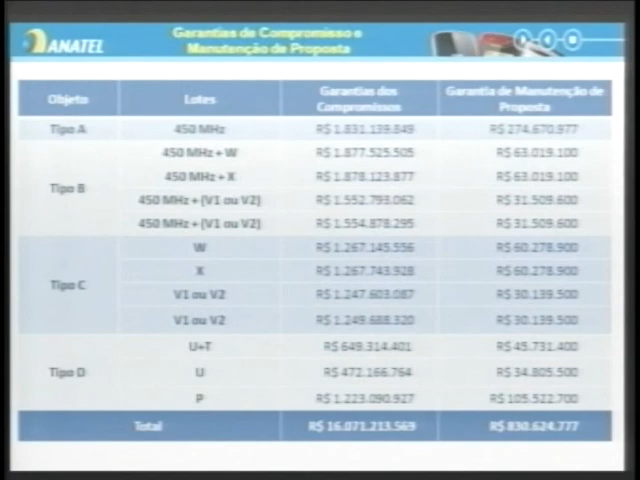 ANATEL
Garantias de Compromisso e
Manutenção de Proposta
Objeto Lotes Garantias dos Compromissos Garantia de Manutenção de Proposta
Tipo A 450 MHz R$ 1.831.139.849 R$ 274.670.977
Tipo B 450 MHz + W R$ 1.877.525.505 R$ 63.019.100
450 MHz + X R$ 1.878.123.877 R$ 63.019.100
450 MHz + (V1 ou V2) R$ 1.552.793.062 R$ 31.509.600
450 MHz + (V1 ou V2) R$ 1.554.878.295 R$ 31.509.600
Tipo C W R$ 1.267.145.556 R$ 60.278.900
X R$ 1.267.743.928 R$ 60.278.900
V1 ou V2 R$ 1.247.603.087 R$ 30.139.500
V1 ou V2 R$ 1.249.688.320 R$ 30.139.500
Tipo D U+T R$ 649.314.401 R$ 45.731.400
U R$ 472.166.764 R$ 34.805.500
P R$ 1.223.090.927 R$ 105.522.700
Total R$ 16.071.213.569 R$ 830.624.777